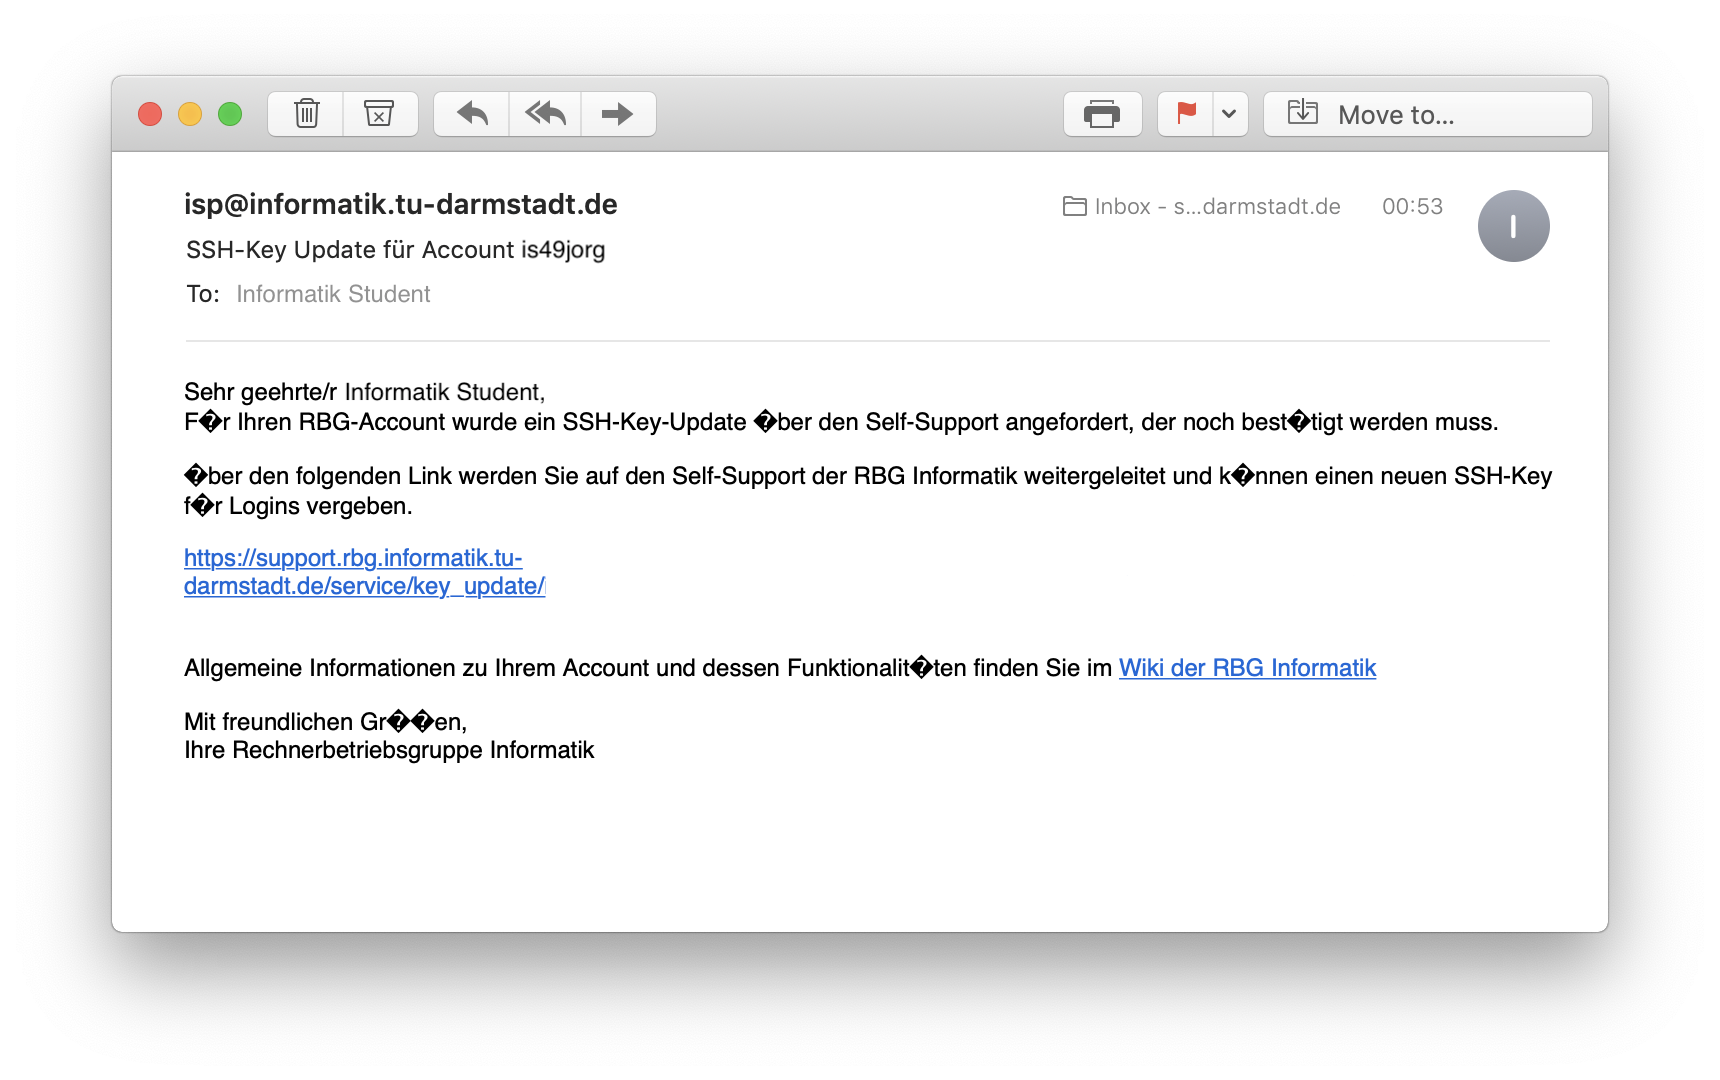 Move to...
isp@informatik.tu-darmstadt.de
Inbox - s...darmstadt.de 00:53
I
SSH-Key Update für Account is49jorg
To: Informatik Student
Sehr geehrte/r Informatik Student,
F�r Ihren RBG-Account wurde ein SSH-Key-Update �ber den Self-Support angefordert, der noch best�tigt werden muss.
�ber den folgenden Link werden Sie auf den Self-Support der RBG Informatik weitergeleitet und k�nnen einen neuen SSH-Key
f�r Logins vergeben.
https://support.rbg.informatik.tu-
darmstadt.de/service/key_update/
Allgemeine Informationen zu Ihrem Account und dessen Funktionalit�ten finden Sie im Wiki der RBG Informatik
Mit freundlichen Gr��en,
Ihre Rechnerbetriebsgruppe Informatik